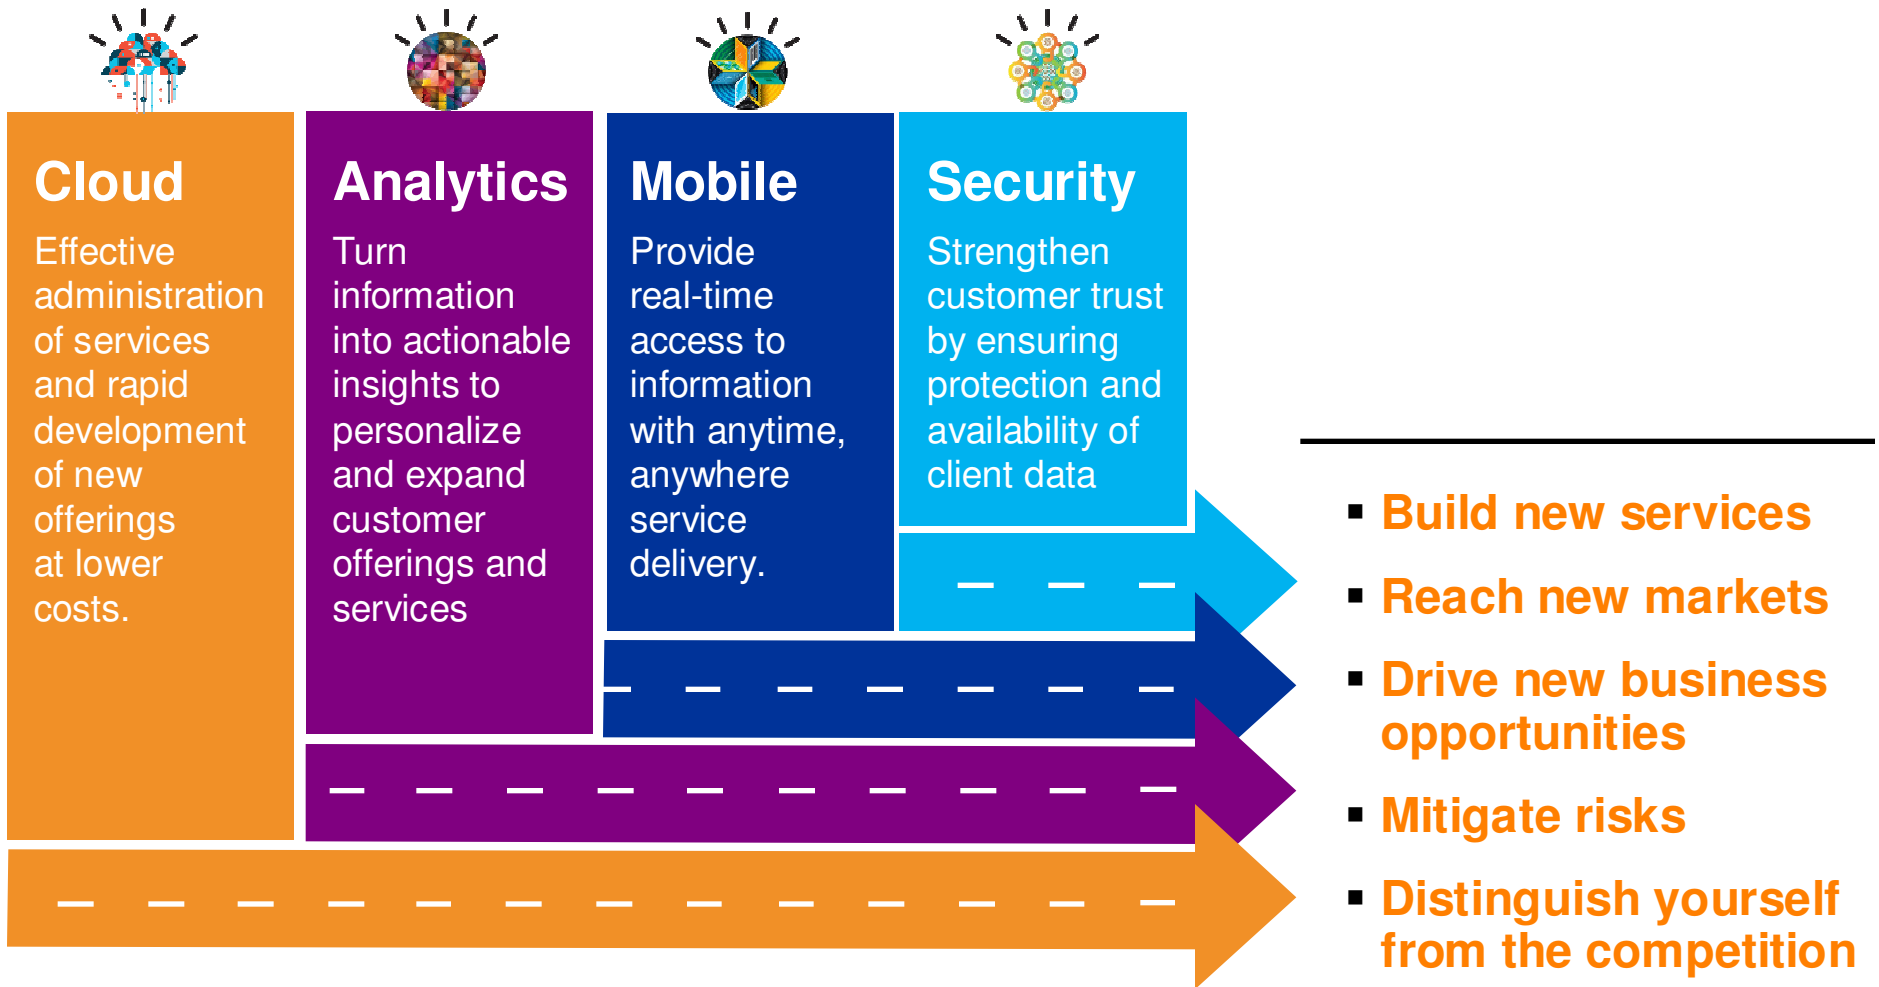 Cloud
Effective
administration
of services
and rapid
development
of new
offerings
at lower
costs.
Analytics
Turn
information
into actionable
insights to
personalize
and expand
customer
offerings and
services
Mobile
Provide
real-time
access to
information
with anytime,
anywhere
service
delivery.
Security
Strengthen
customer trust
by ensuring
protection and
availability of
client data
▪ Build new services
▪ Reach new markets
▪ Drive new business
opportunities
▪ Mitigate risks
▪ Distinguish yourself
from the competition